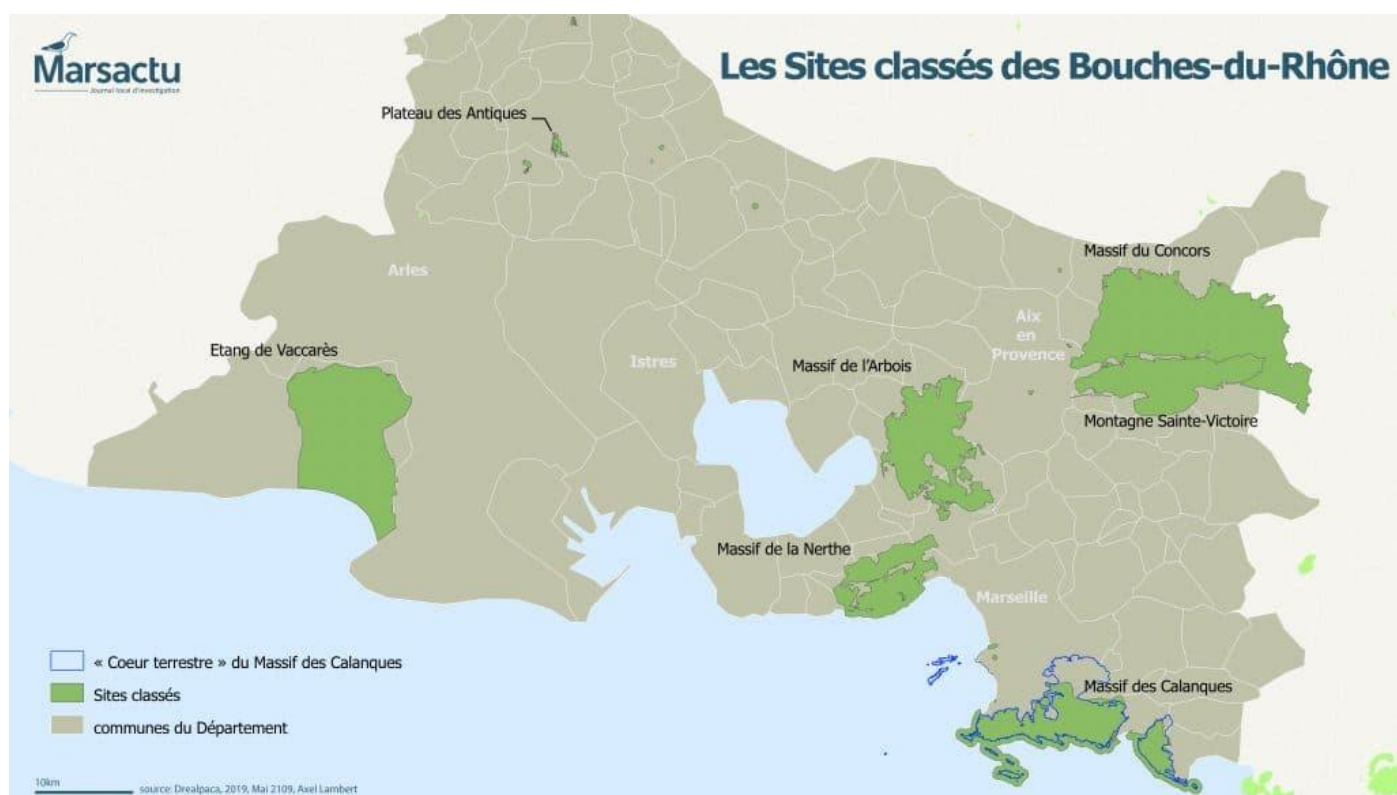 Marsactu
Journal local d'investigation
Les Sites classés des Bouches-du-Rhône
Plateau des Antiques
Massif du Concors
Arles
Aix
en
Provence
Etang de Vaccarès
Istres
Massif de l'Arbois
Montagne Sainte-Victoire
Massif de la Nerthe
Marseille
« Coeur terrestre » du Massif des Calanques
Massif des Calanques
Sites classés
communes du Département
10km
source: Drealpaca, 2019, Mai 2109, Axel Lambert